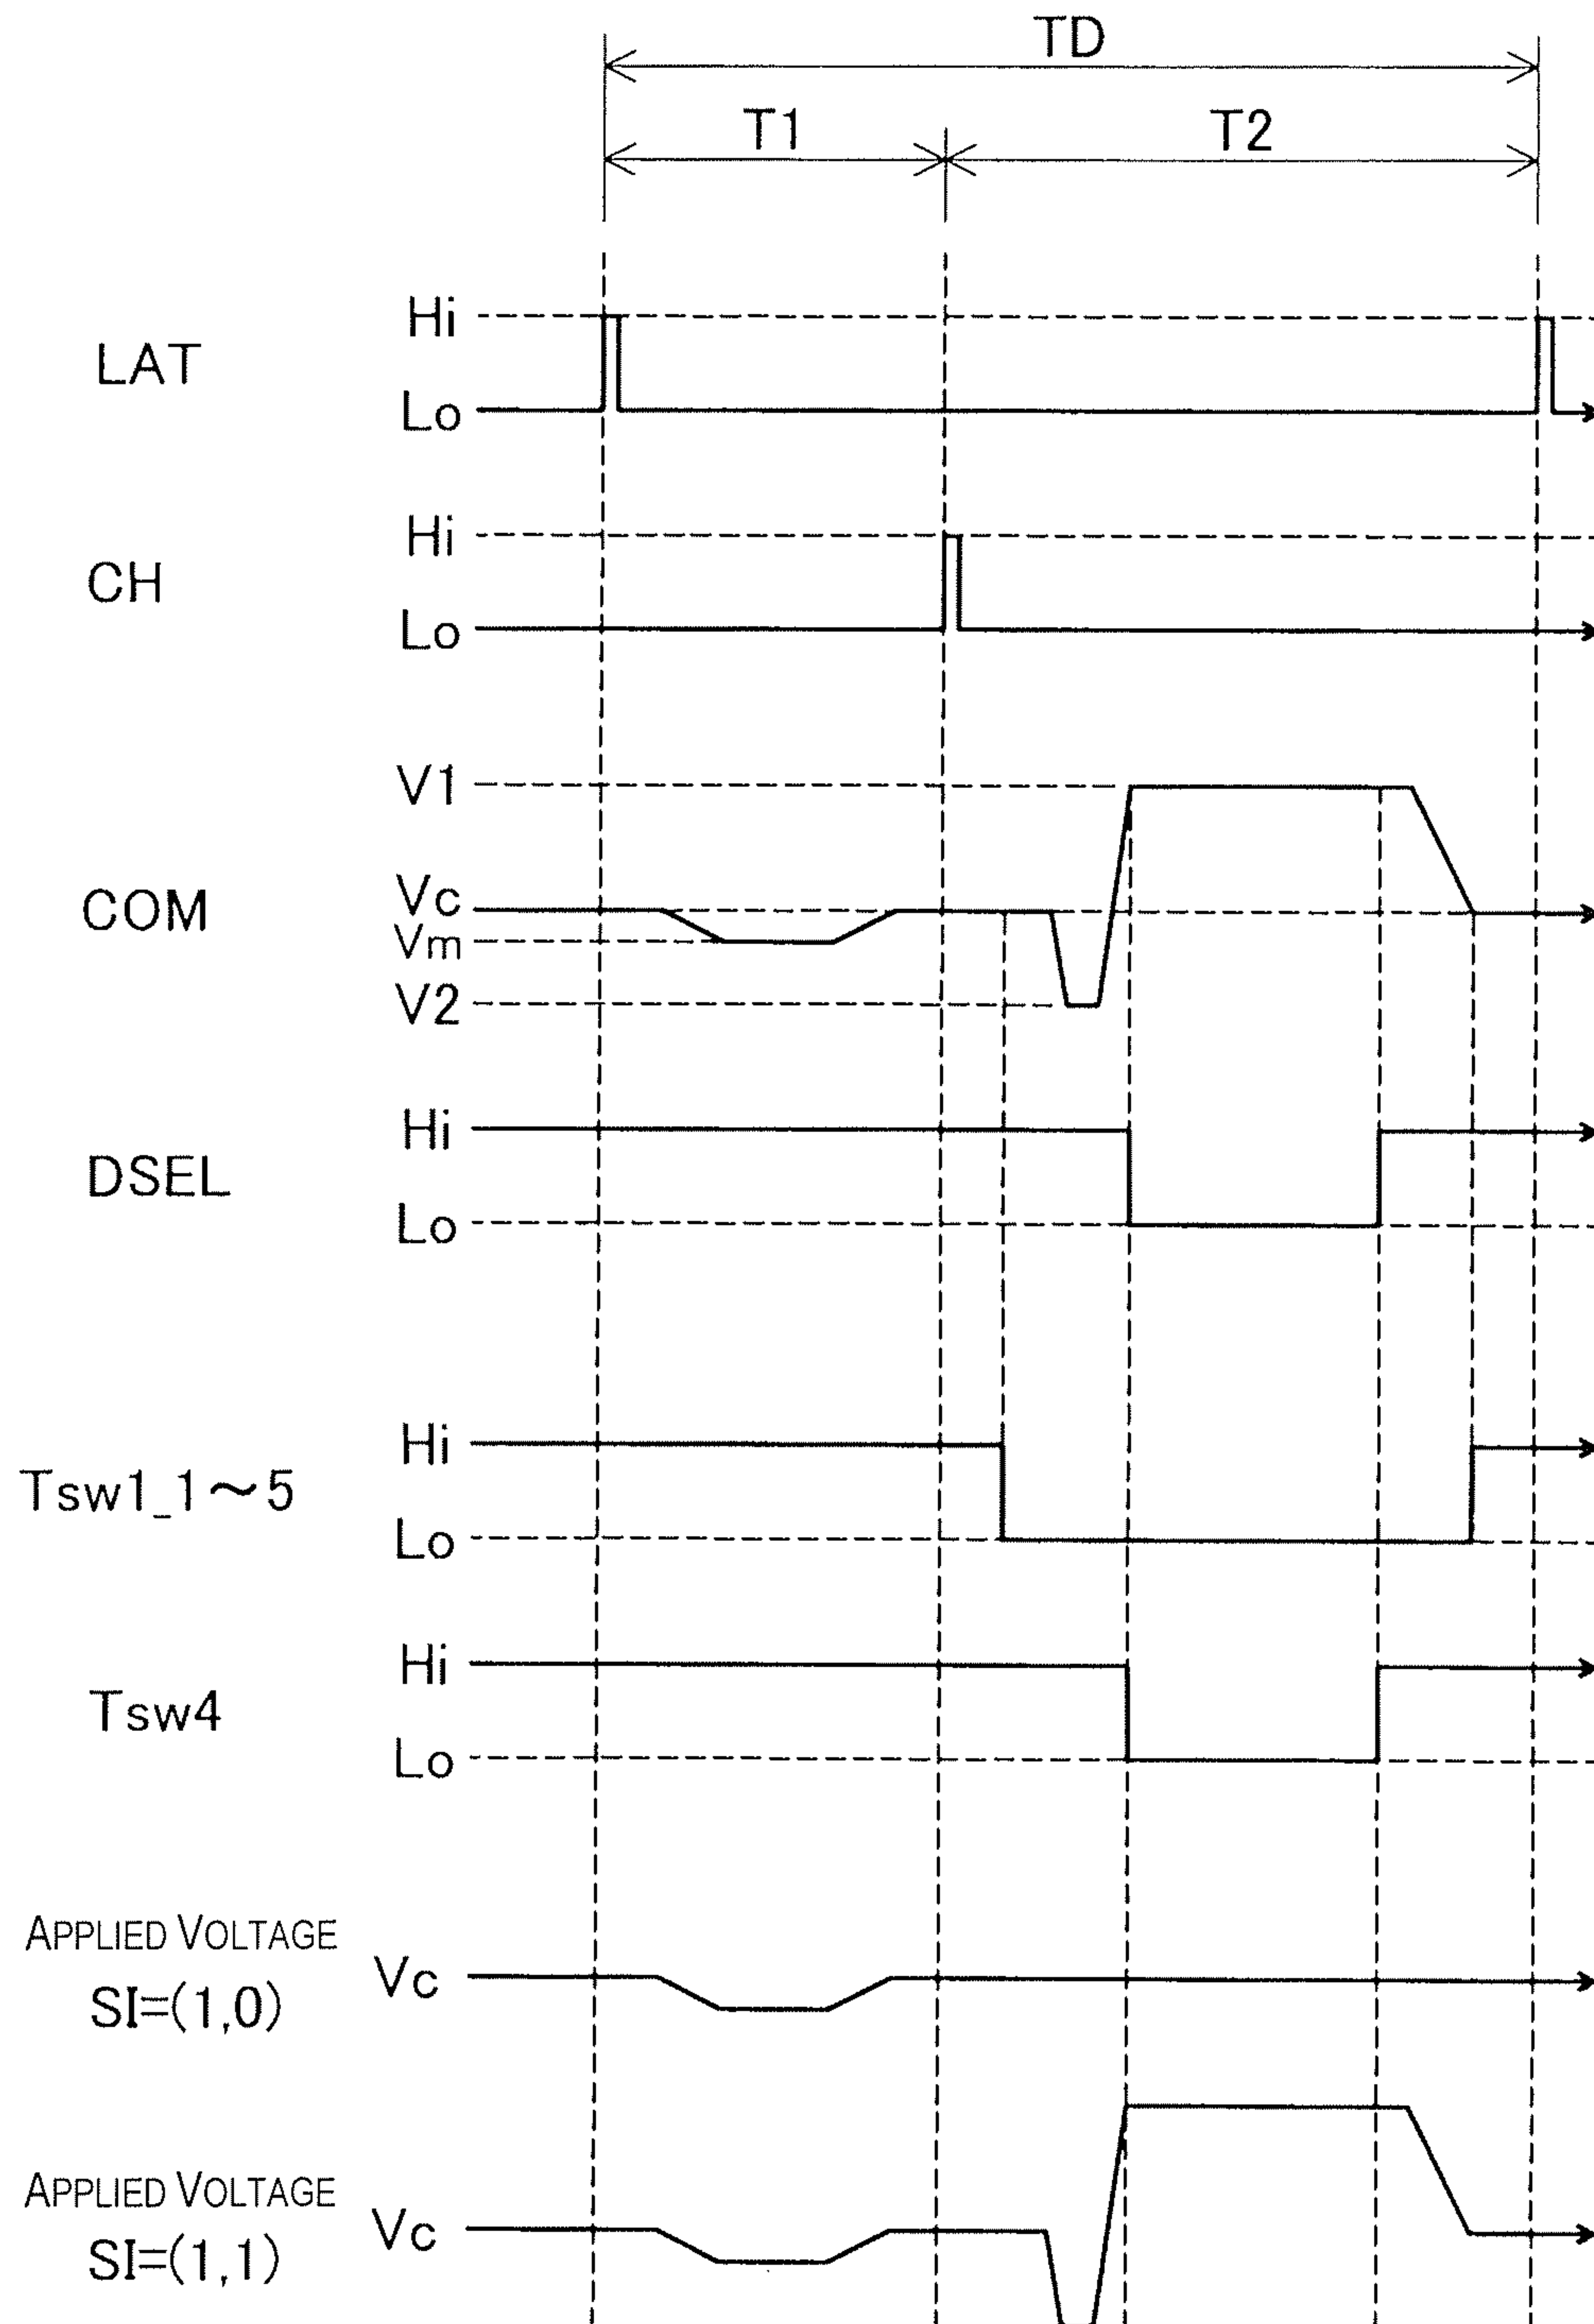 TD
T1
T2
Hi
LAT
Lo
Hi
CH
Lo
V1
Vc
COM
Vm
V2
Hi
DSEL
Lo
Hi
Tsw1_1～5
Lo
Hi
Tsw4
Lo
APPLIED VOLTAGE
SI=(1,0)
Vc
APPLIED VOLTAGE
SI=(1,1)
Vc